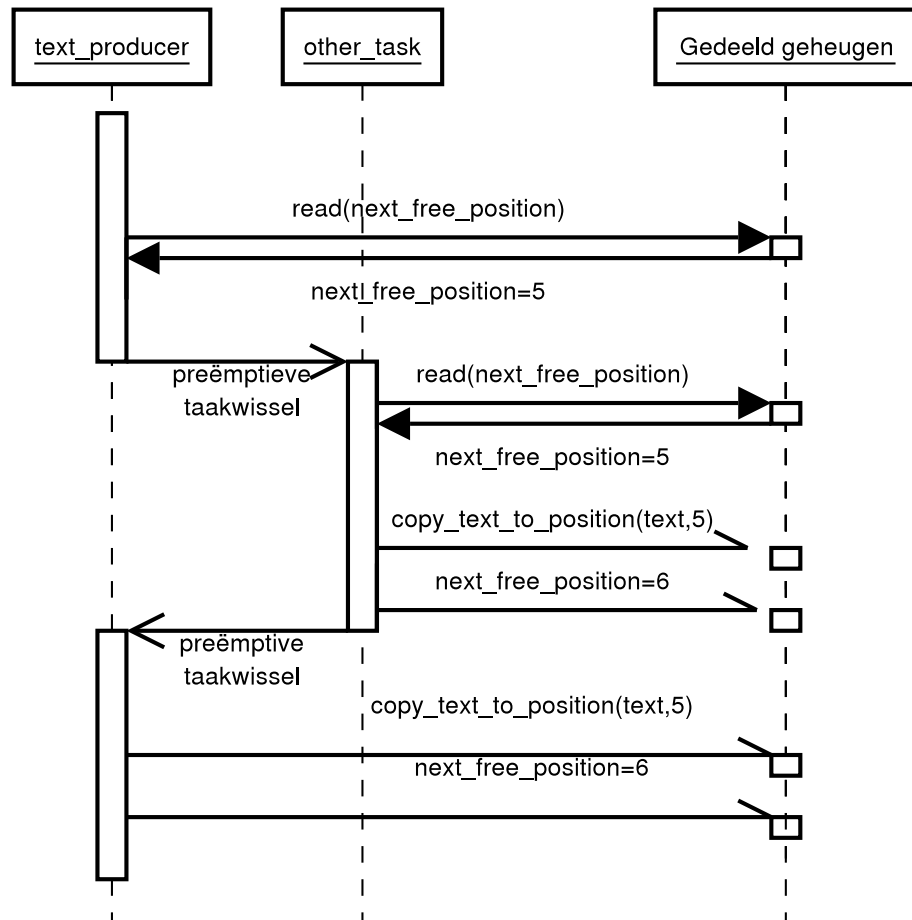 text_producer
other_task
Gedeeld geheugen
read(next_free_position)
nextl_free_position=5
preëmptieve
taakwissel
read(next_free_position)
next_free_position=5
copy_text_to_position(text,5)
next_free_position=6
preëmptive
taakwissel
copy_text_to_position(text,5)
next_free_position=6